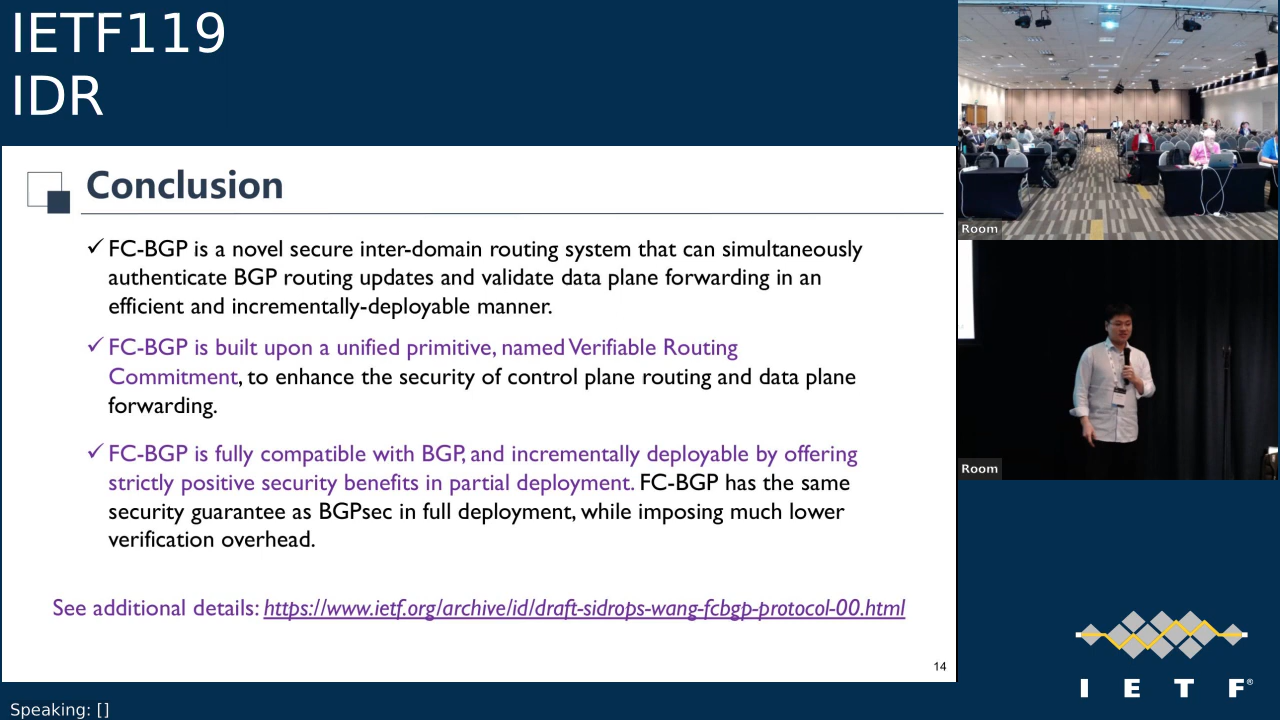 IETF119
IDR
Conclusion
✓ FC-BGP is a novel secure inter-domain routing system that can simultaneously
authenticate BGP routing updates and validate data plane forwarding in an
efficient and incrementally-deployable manner.
✓ FC-BGP is built upon a unified primitive, named Verifiable Routing
Commitment, to enhance the security of control plane routing and data plane
forwarding.
✓ FC-BGP is fully compatible with BGP, and incrementally deployable by offering
strictly positive security benefits in partial deployment. FC-BGP has the same
security guarantee as BGPsec in full deployment, while imposing much lower
verification overhead.
See additional details: https://www.ietf.org/archive/id/draft-sidrops-wang-fcbgp-protocol-00.html
14
Room
Room
I E T F®
Speaking: []